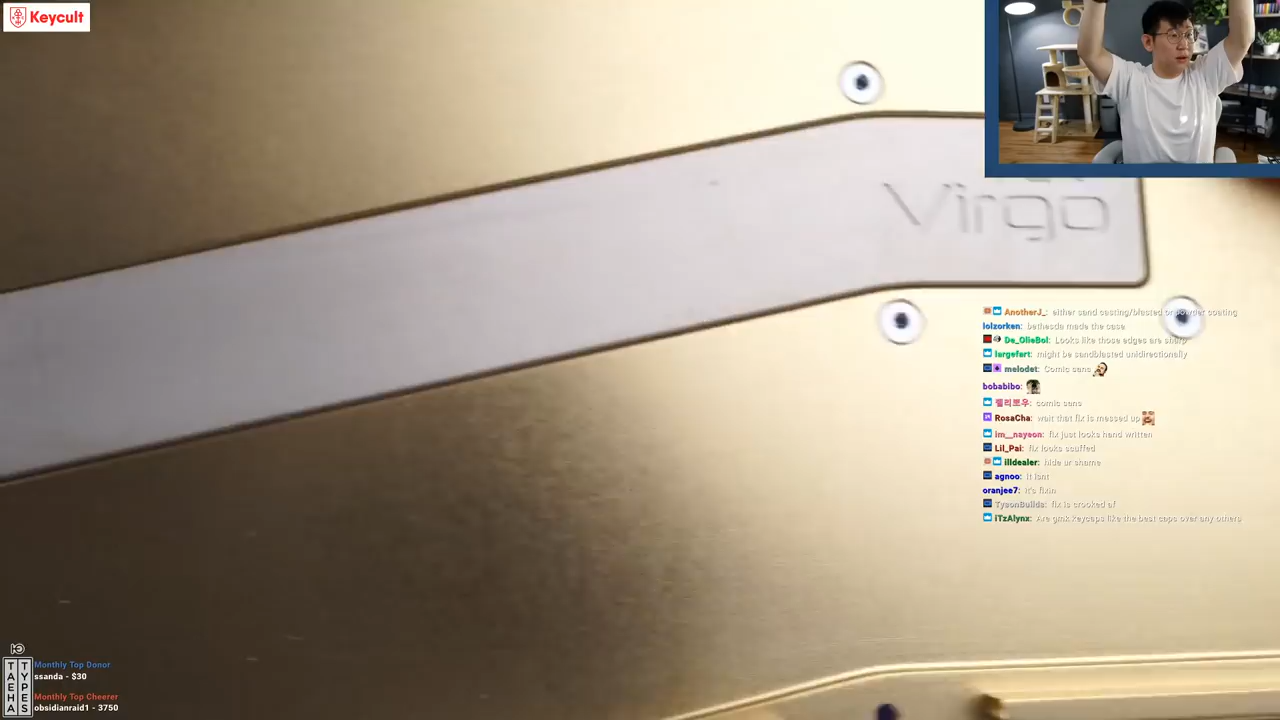 Keycult
Virgo
AnotherJ_: either sand casting/blasted or powder coating
lolzorken: bethesda made the case
De_OlieBol: Looks like those edges are sharp
largefart: might be sandblasted unidirectionally
melodet: Comic sans
bobabibo:
젤리뽀우: comic sans
RosaCha: wait that fix is messed up
im__nayeon: fix just looks hand written
Lil_Pai: fix looks scuffed
illdealer: hide ur shame
agnoo: it isnt
oranjee7: it's fixin
TysonBuilds: fix is crooked af
iTzAlynx: Are gmk keycaps like the best caps over any others
TAEHA
TYPES
Monthly Top Donor
ssanda - $30
Monthly Top Cheerer
obsidianraid1 - 3750